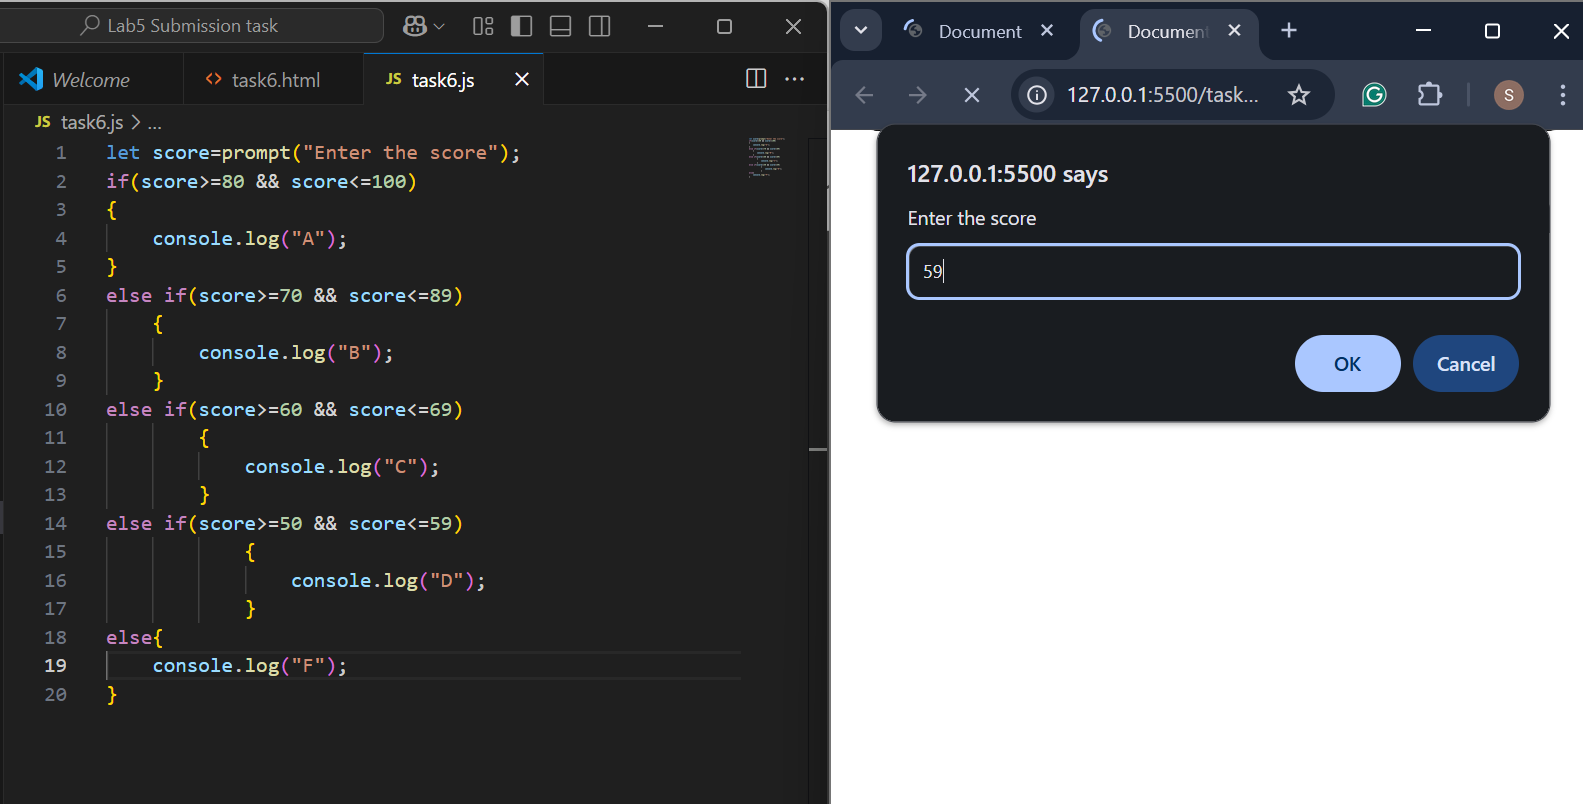 Lab5 Submission task
Welcome
task6.html
JS task6.js
JS task6.js > ...
1 let score=prompt("Enter the score");
2 if(score>=80 && score<=100)
3 {
4 console.log("A");
5 }
6 else if(score>=70 && score<=89)
7 {
8 console.log("B");
9 }
10 else if(score>=60 && score<=69)
11 {
12 console.log("C");
13 }
14 else if(score>=50 && score<=59)
15 {
16 console.log("D");
17 }
18 else{
19 console.log("F");
20 }
Document
Document
127.0.0.1:5500/task...
S
127.0.0.1:5500 says
Enter the score
59
OK
Cancel